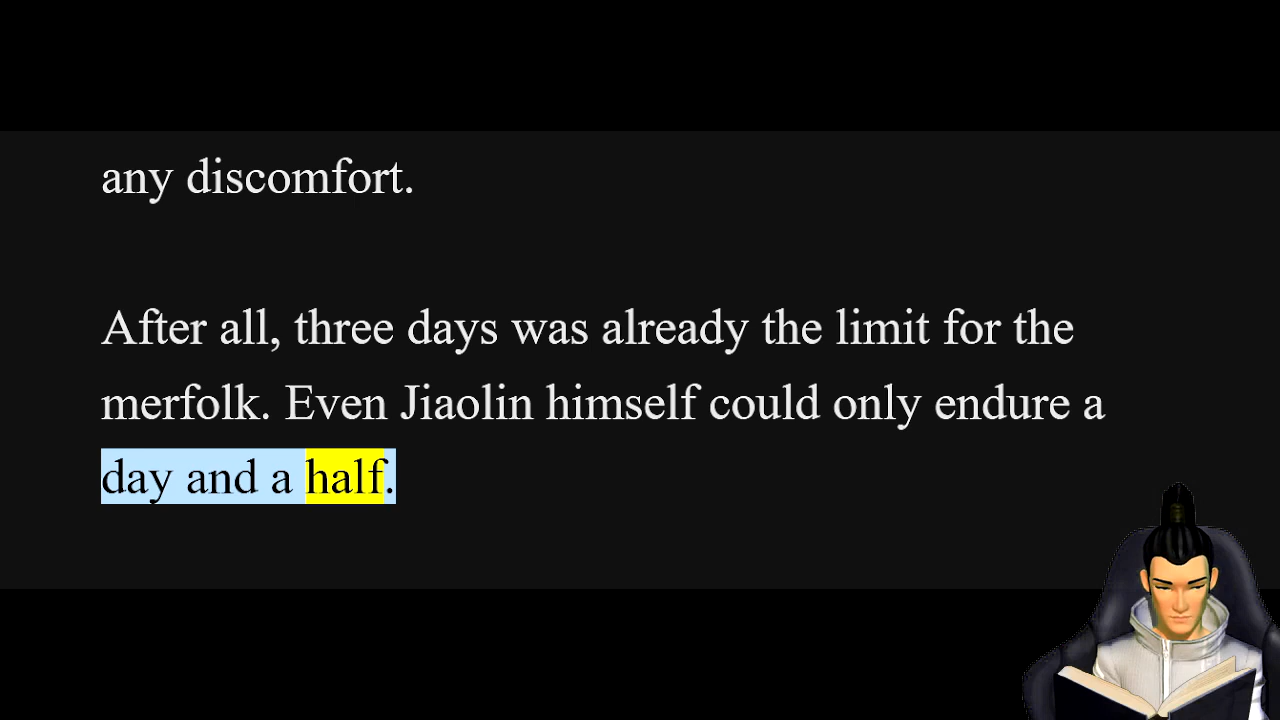 any discomfort.
After all, three days was already the limit for the
merfolk. Even Jiaolin himself could only endure a
day and a half.